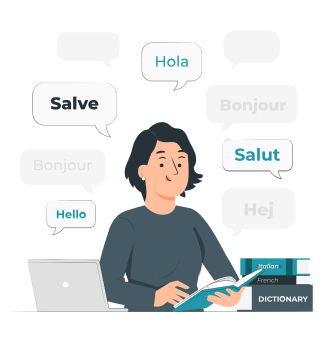 Hola
Salve
Bonjour
Salut
Bonjour
Hello
Hej
Italian
French
DICTIONARY